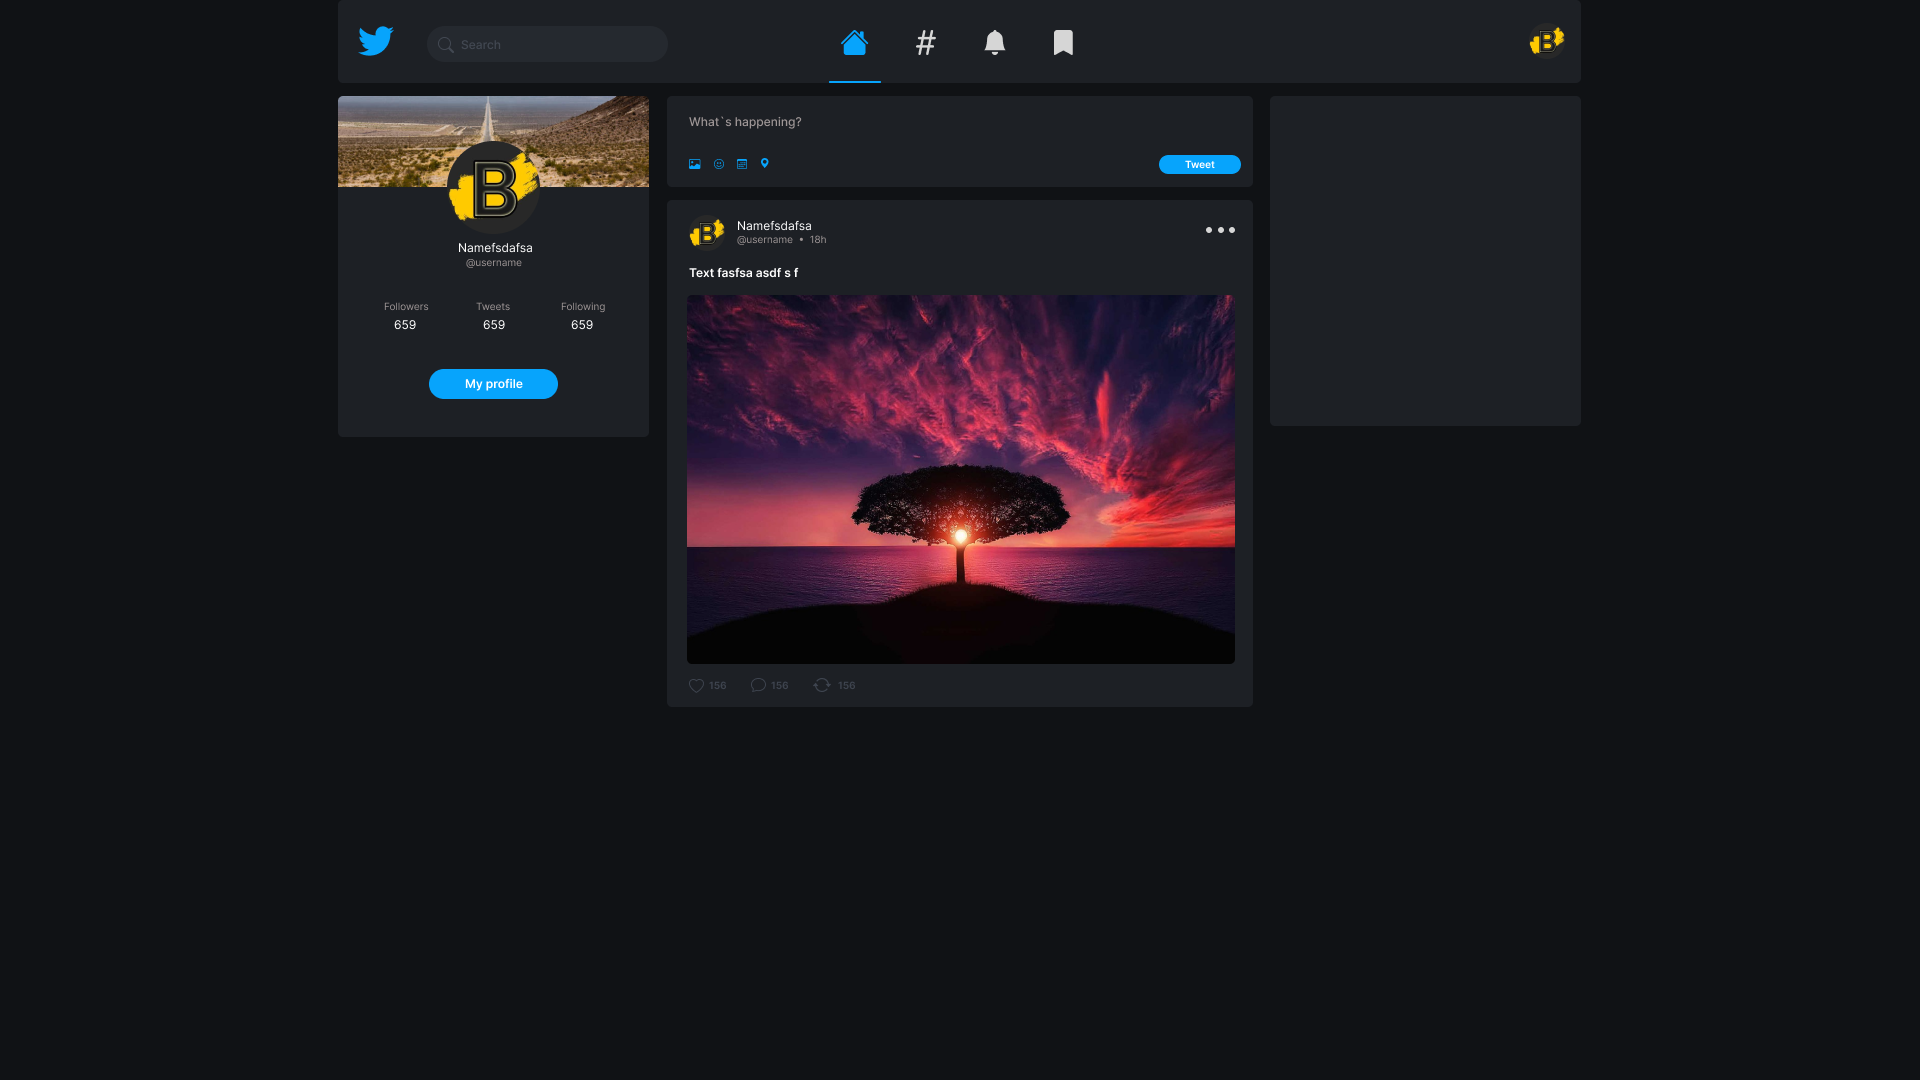 Search
What`s happening?
Tweet
B
Namefsdafsa
@username
Followers Tweets Following
659 659 659
My profile
Namefsdafsa
@username • 18h
Text fasfsa asdf s f
156 156 156